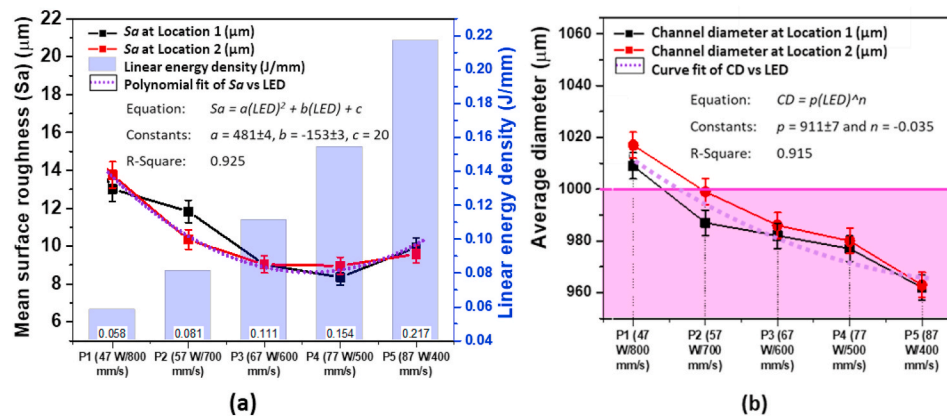 22
20
18
16
14
12
10
8
6
Mean surface roughness (Sa) (μm)
Sa at Location 1 (μm)
Sa at Location 2 (μm)
Linear energy density (J/mm)
Polynomial fit of Sa vs LED
Equation: Sa = a(LED)² + b(LED) + c
Constants: a = 481±4, b = -153±3, c = 20
R-Square: 0.925
0.058 0.081 0.111 0.154 0.217
P1 (47 W/800 mm/s)
P2 (57 W/700 mm/s)
P3 (67 W/600 mm/s)
P4 (77 W/500 mm/s)
P5 (87 W/400 mm/s)
0.22
0.20
0.18
0.16
0.14
0.12
0.10
0.08
0.06
0.04
Linear energy density (J/mm)
(a)
1060
1040
1020
1000
980
960
Average diameter (μm)
Channel diameter at Location 1 (μm)
Channel diameter at Location 2 (μm)
Curve fit of CD vs LED
Equation: CD = p(LED)^n
Constants: p = 911±7 and n = -0.035
R-Square: 0.915
P1 (47
W/800
mm/s)
P2 (57
W/700
mm/s)
P3 (67
W/600
mm/s)
P4 (77
W/500
mm/s)
P5 (87
W/400
mm/s)
(b)